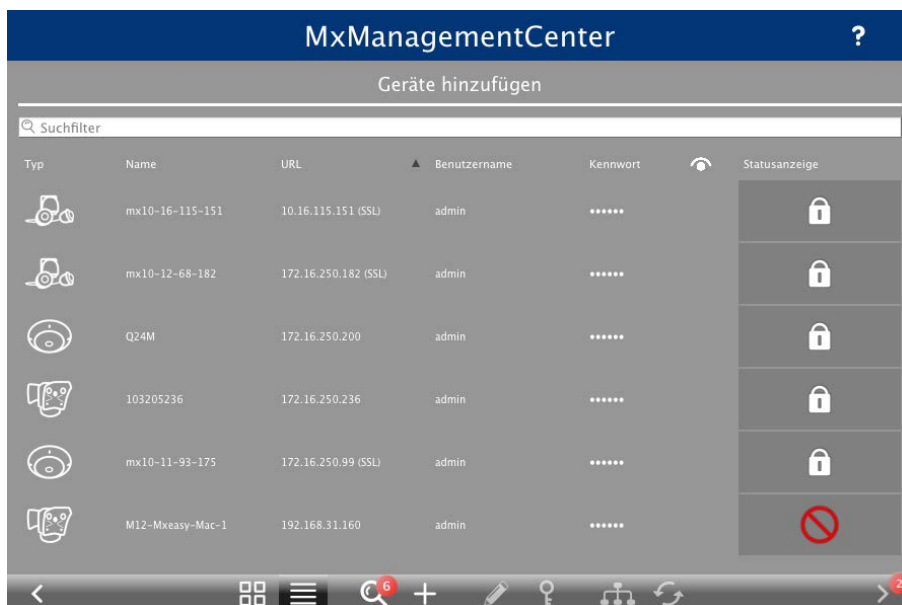 MxManagementCenter ?
Geräte hinzufügen
Suchfilter
Typ Name URL Benutzername Kennwort Statusanzeige
mx10-16-115-151 10.16.115.151 (SSL) admin ••••••
mx10-12-68-182 172.16.250.182 (SSL) admin ••••••
Q24M 172.16.250.200 admin ••••••
103205236 172.16.250.236 admin ••••••
mx10-11-93-175 172.16.250.99 (SSL) admin ••••••
M12-Mxeasy-Mac-1 192.168.31.160 admin ••••••
6 2